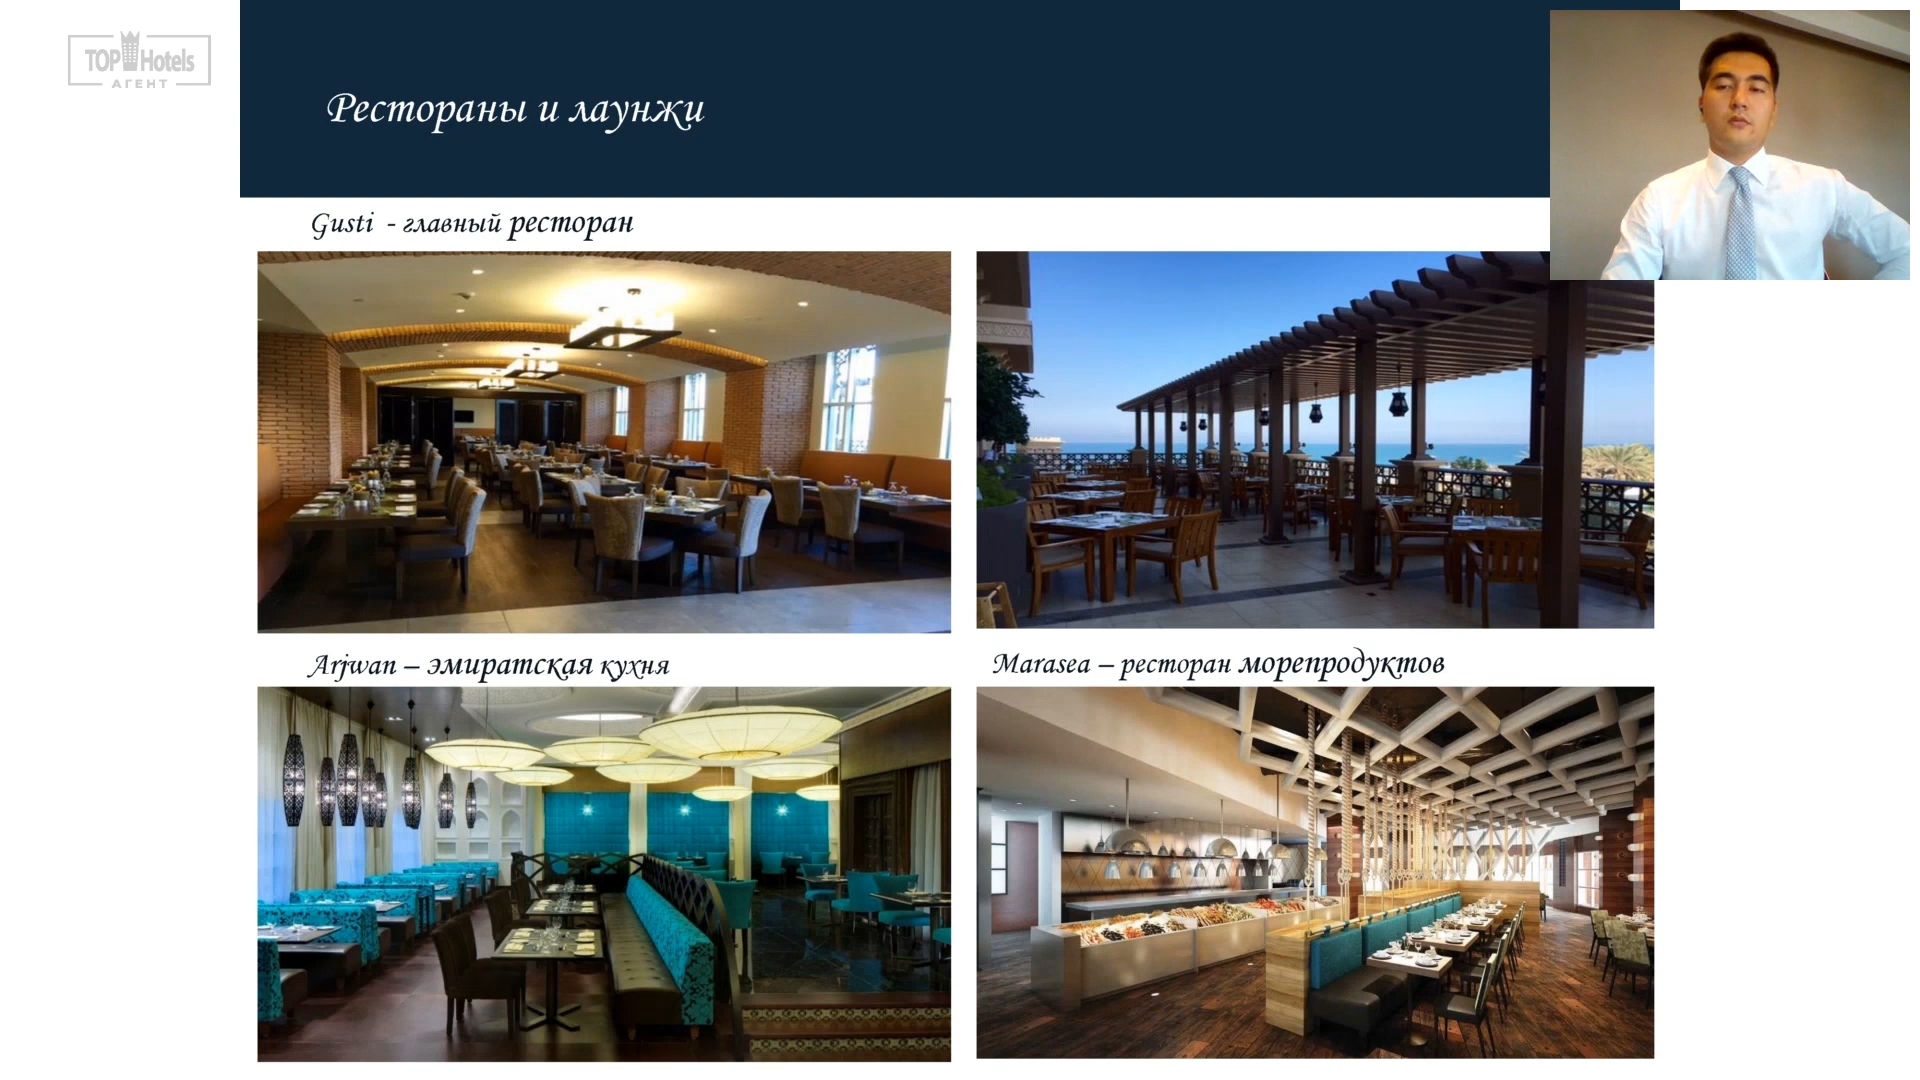 TOP Hotels
АГЕНТ
Рестораны и лаунжи
Gusti - главный ресторан
Arjwan – эмиратская кухня
Marasea – ресторан морепродуктов